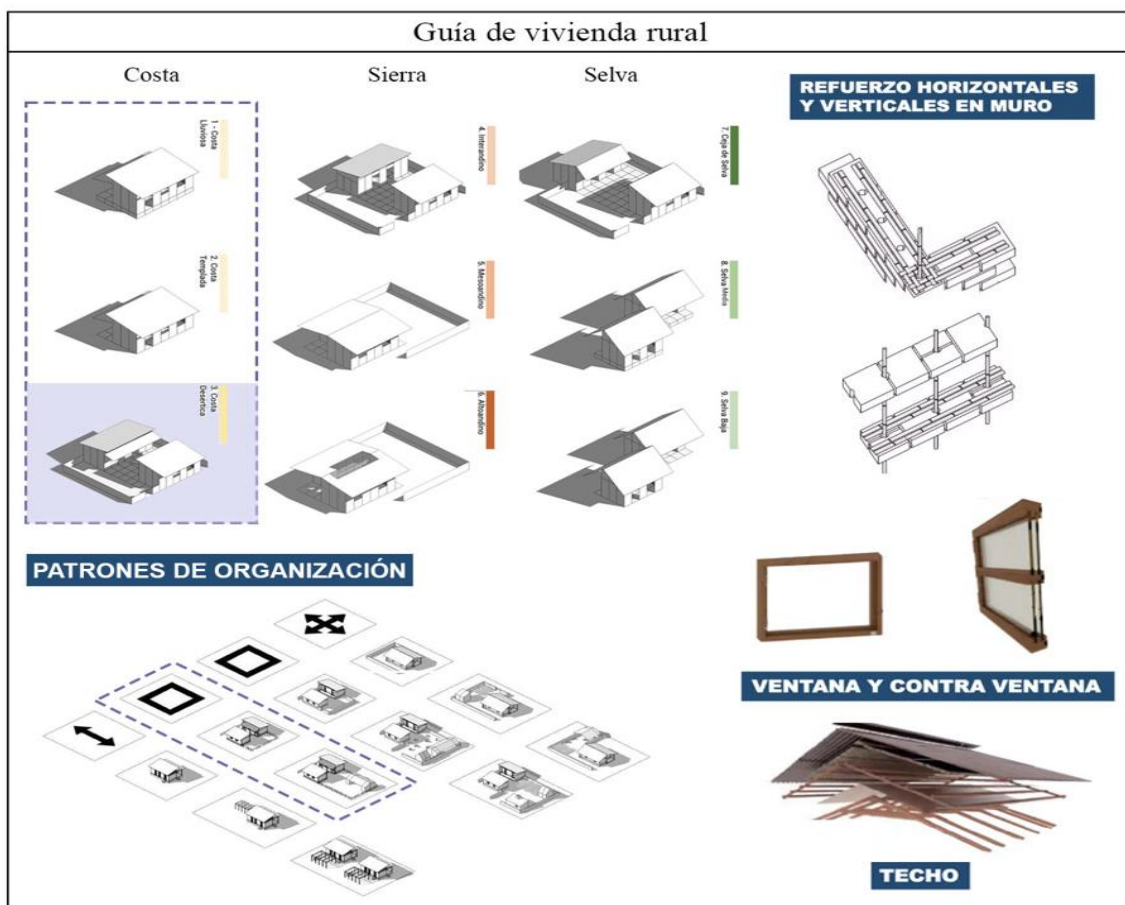 Guía de vivienda rural
Costa
Sierra
Selva
1 - Costa
Lluviosa
2. Costa
Templada
3. Costa
Desértica
4. Interandino
5. Mesoandino
6. Altoandino
7. Ceja de Selva
8. Selva Media
9. Selva Baja
REFUERZO HORIZONTALES
Y VERTICALES EN MURO
PATRONES DE ORGANIZACIÓN
VENTANA Y CONTRA VENTANA
TECHO